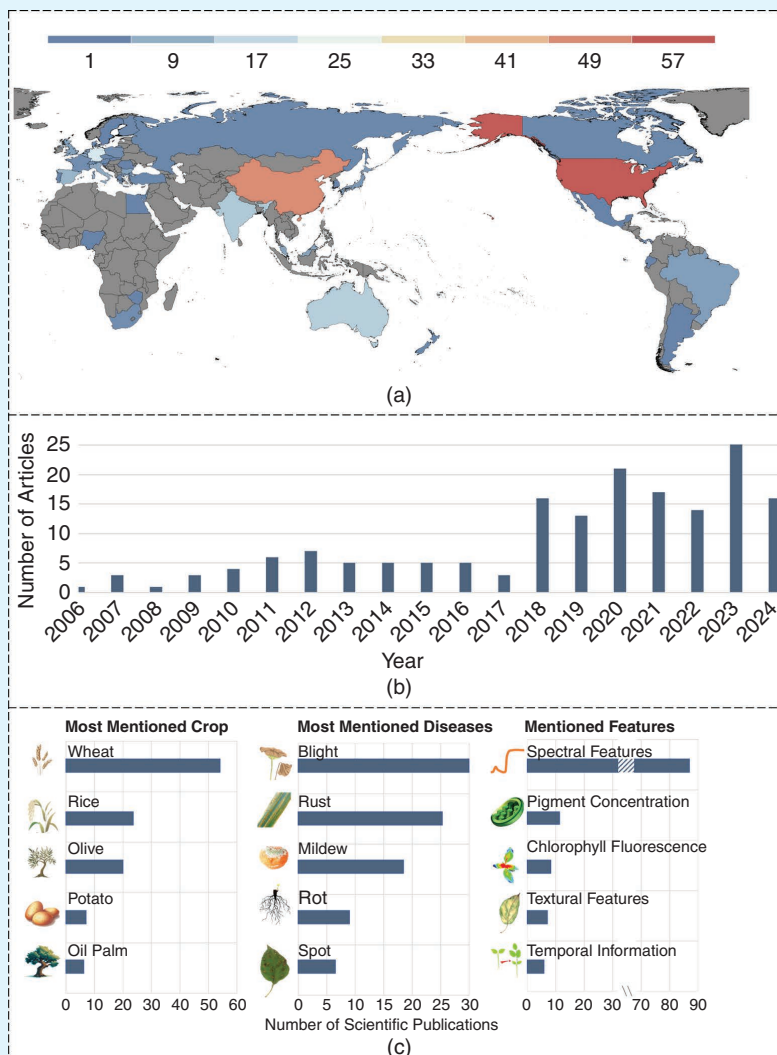 1 9 17 25 33 41 49 57
(a)
Number of Articles
25
20
15
10
5
0
2006 2007 2008 2009 2010 2011 2012 2013 2014 2015 2016 2017 2018 2019 2020 2021 2022 2023 2024
Year
(b)
Most Mentioned Crop
Wheat
Rice
Olive
Potato
Oil Palm
0 10 20 30 40 50 60
Most Mentioned Diseases
Blight
Rust
Mildew
Rot
Spot
0 5 10 15 20 25 30
Mentioned Features
Spectral Features
Pigment Concentration
Chlorophyll Fluorescence
Textural Features
Temporal Information
0 10 20 30 70 90
Number of Scientific Publications
(c)